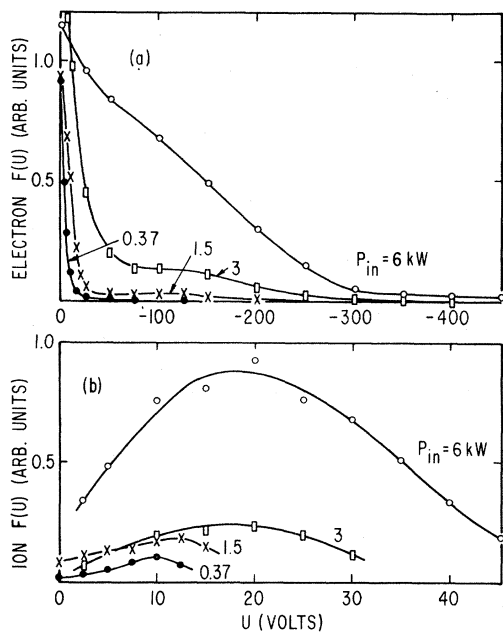 (a)
ELECTRON F(U) (ARB. UNITS)
1.0
0.5
0
0.37
1.5
3
Pin = 6 kW
0 -100 -200 -300 -400
(b)
ION F(U) (ARB. UNITS)
1.0
0.5
0
Pin = 6 kW
3
1.5
0.37
0 10 20 30 40
U (VOLTS)